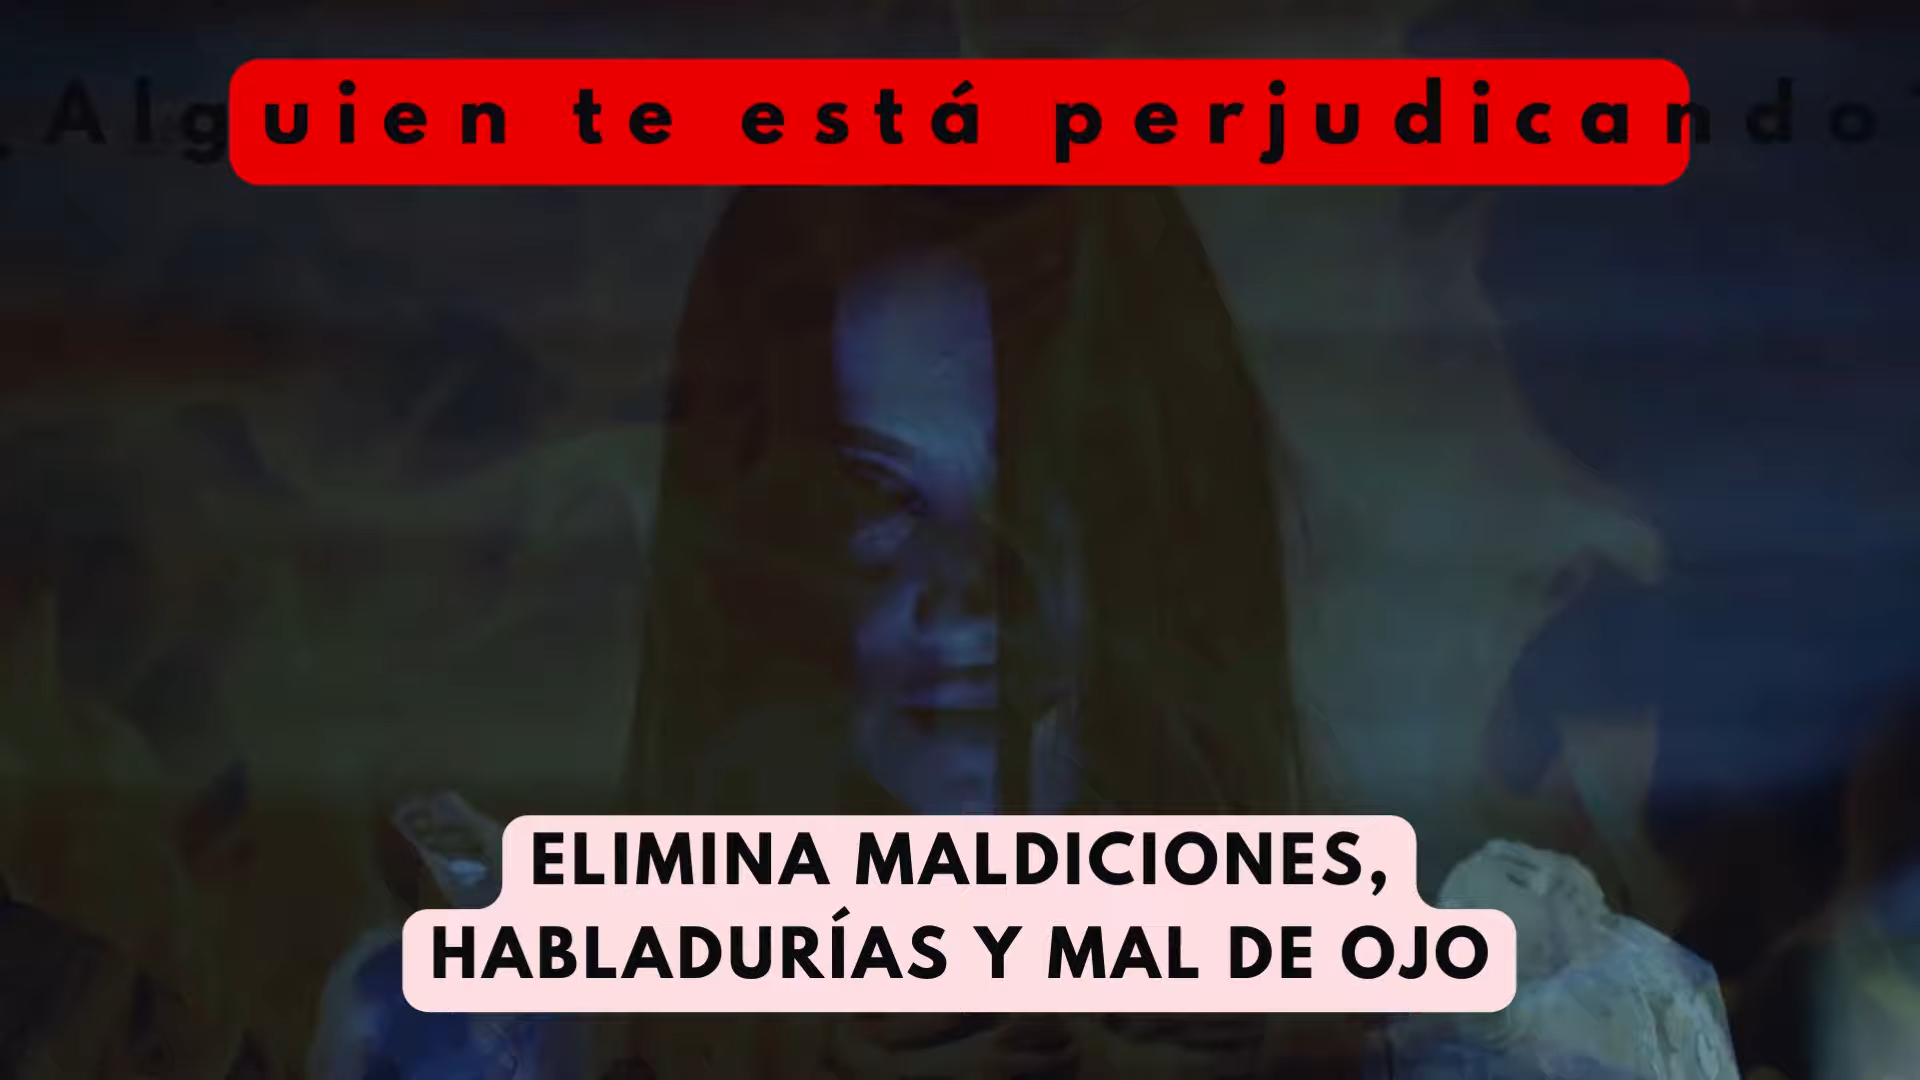 ¿Alguien te está perjudicando?
ELIMINA MALDICIONES,
HABLADURÍAS Y MAL DE OJO